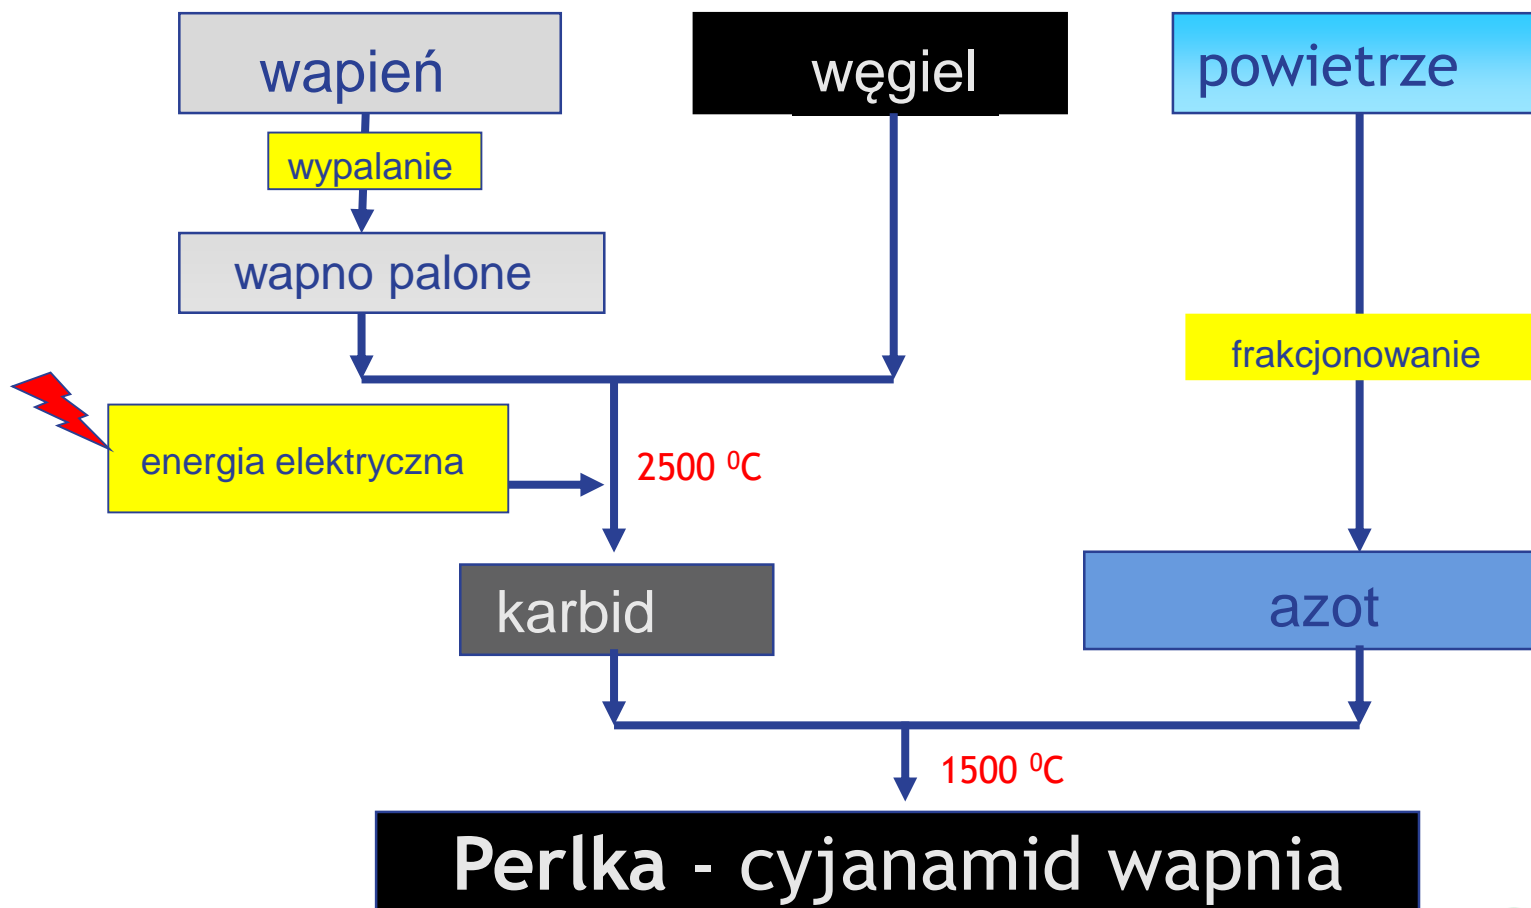 wapień
węgiel
powietrze
wypalanie
wapno palone
frakcjonowanie
energia elektryczna
2500 ⁰C
karbid
azot
1500 ⁰C
Perlka - cyjanamid wapnia